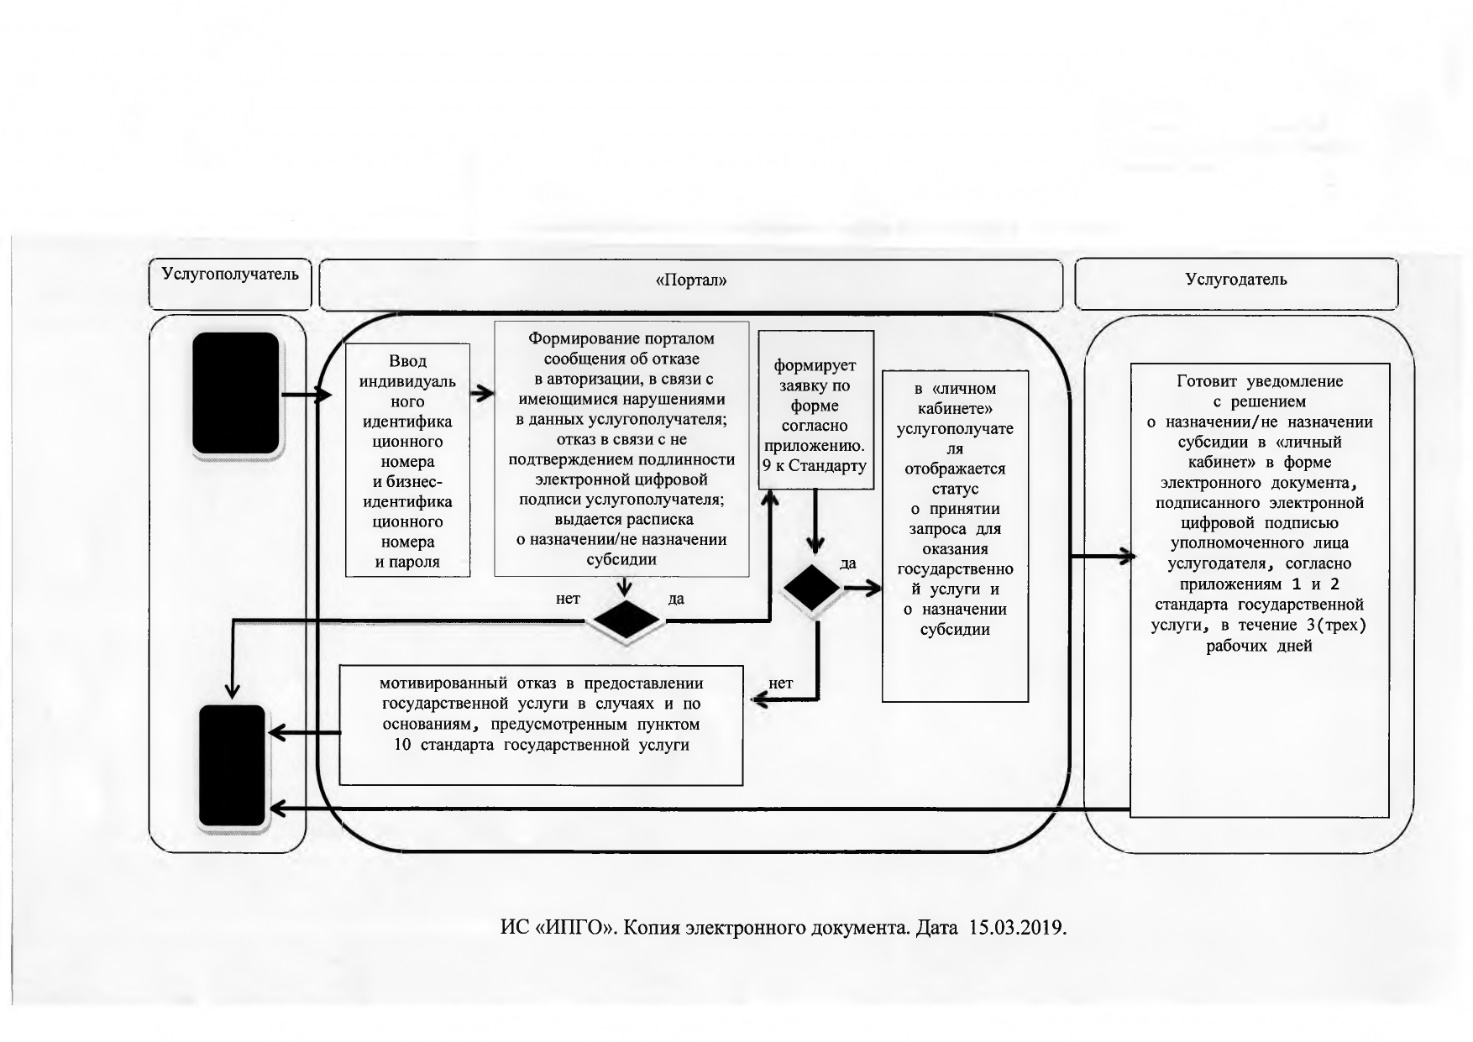 Услугополучатель
«Портал»
Услугодатель
Ввод
индивидуаль
ного
идентифика
ционного
номера
и бизнес-
идентифика
ционного
номера
и пароля
Формирование порталом
сообщения об отказе
в авторизации, в связи с
имеющимися нарушениями
в данных услугополучателя;
отказ в связи с не
подтверждением подлинности
электронной цифровой
подписи услугополучателя;
выдается расписка
о назначении/не назначении
субсидии
формирует
заявку по
форме
согласно
приложению.
9 к Стандарту
в «личном
кабинете»
услугополучате
ля
отображается
статус
о принятии
запроса для
оказания
государственно
й услуги и
о назначении
субсидии
Готовит уведомление
с решением
о назначении/не назначении
субсидии в «личный
кабинет» в форме
электронного документа,
подписанного электронной
цифровой подписью
уполномоченного лица
услугодателя, согласно
приложениям 1 и 2
стандарта государственной
услуги, в течение 3(трех)
рабочих дней
нет
да
да
нет
мотивированный отказ в предоставлении
государственной услуги в случаях и по
основаниям, предусмотренным пунктом
10 стандарта государственной услуги
ИС «ИПГО». Копия электронного документа. Дата 15.03.2019.